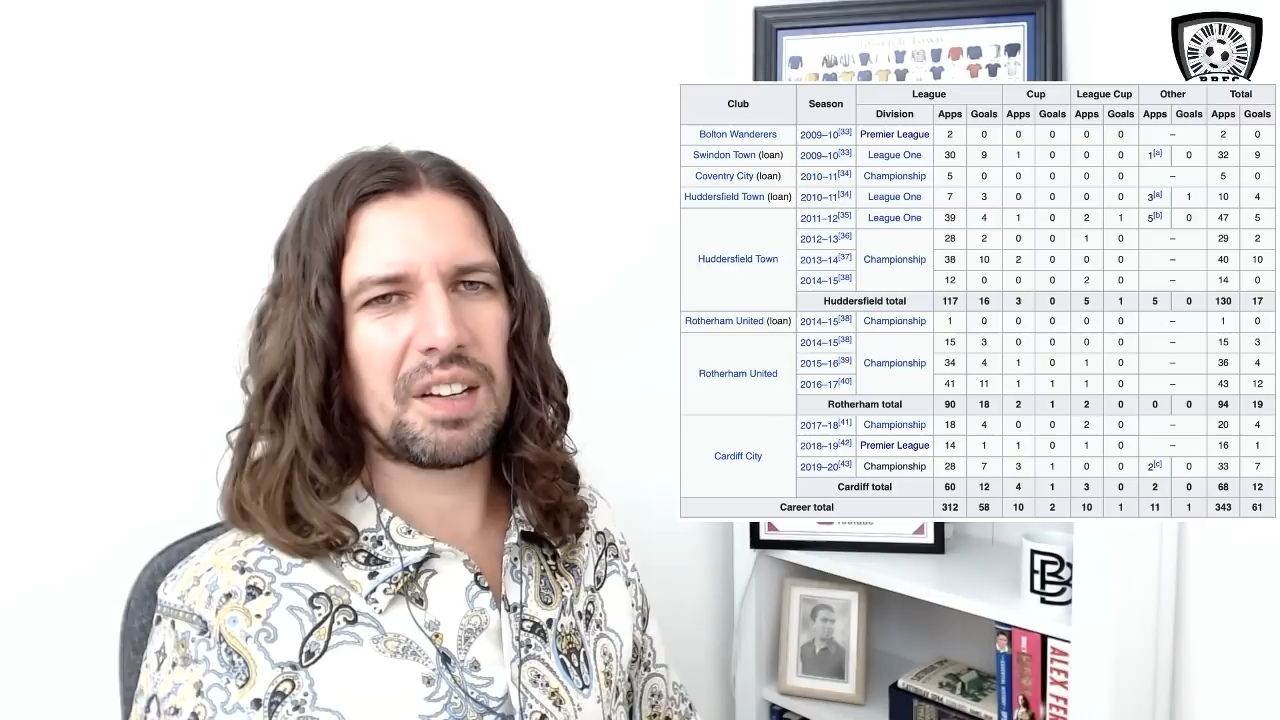 Ipswich Town
BBFC
Club Season League Cup League Cup Other Total
Division Apps Goals Apps Goals Apps Goals Apps Goals Apps Goals
Bolton Wanderers 2009–10[33] Premier League 2 0 0 0 0 0 – 2 0
Swindon Town (loan) 2009–10[33] League One 30 9 1 0 0 0 1[a] 0 32 9
Coventry City (loan) 2010–11[34] Championship 5 0 0 0 0 0 – 5 0
Huddersfield Town (loan) 2010–11[34] League One 7 3 0 0 0 0 3[a] 1 10 4
Huddersfield Town 2011–12[35] League One 39 4 1 0 2 1 5[b] 0 47 5
2012–13[36] Championship 28 2 0 0 1 0 – 29 2
2013–14[37] 38 10 2 0 0 0 – 40 10
2014–15[38] 12 0 0 0 2 0 – 14 0
Huddersfield total 117 16 3 0 5 1 5 0 130 17
Rotherham United (loan) 2014–15[38] Championship 1 0 0 0 0 0 – 1 0
Rotherham United 2014–15[38] Championship 15 3 0 0 0 0 – 15 3
2015–16[39] 34 4 1 0 1 0 – 36 4
2016–17[40] 41 11 1 1 1 0 – 43 12
Rotherham total 90 18 2 1 2 0 0 0 94 19
Cardiff City 2017–18[41] Championship 18 4 0 0 2 0 – 20 4
2018–19[42] Premier League 14 1 1 0 1 0 – 16 1
2019–20[43] Championship 28 7 3 1 0 0 2[c] 0 33 7
Cardiff total 60 12 4 1 3 0 2 0 68 12
Career total 312 58 10 2 10 1 11 1 343 61
YouTube
BB
ALEX FE